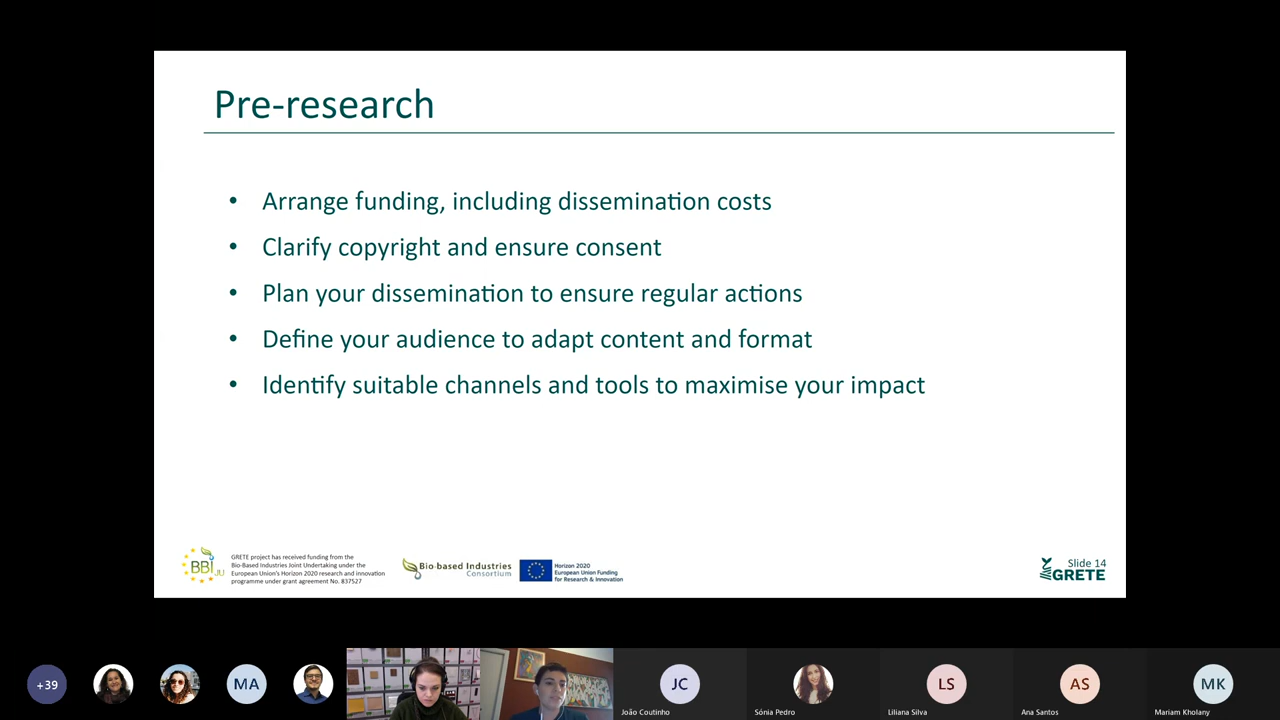 Pre-research
• Arrange funding, including dissemination costs
• Clarify copyright and ensure consent
• Plan your dissemination to ensure regular actions
• Define your audience to adapt content and format
• Identify suitable channels and tools to maximise your impact
BBI JU
GRETE project has received funding from the
Bio-Based Industries Joint Undertaking under the
European Union's Horizon 2020 research and innovation
programme under grant agreement No. 837527
Bio-based Industries
Consortium
Horizon 2020
European Union Funding
for Research & Innovation
Slide 14
GRETE
+39
MA
JC
LS
AS
MK
João Coutinho
Sónia Pedro
Liliana Silva
Ana Santos
Mariam Kholany